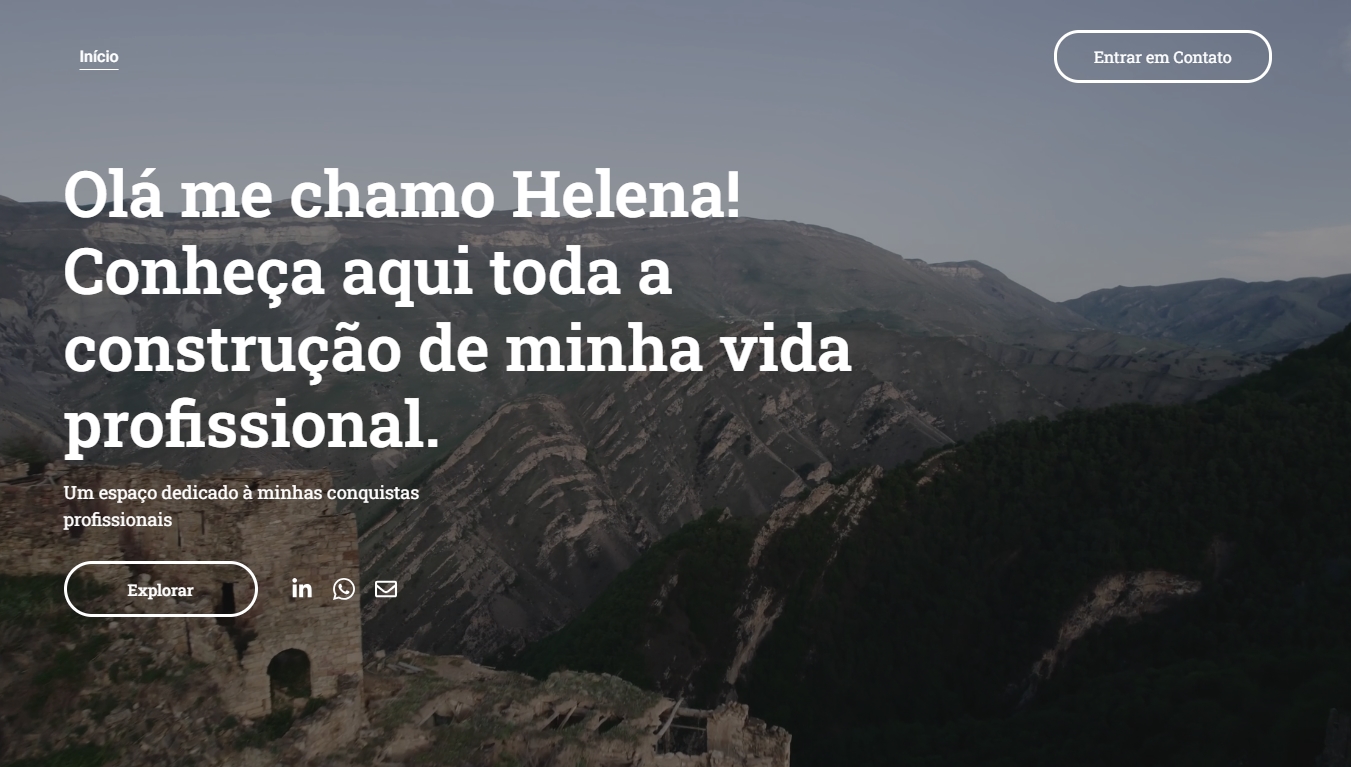 Início
Entrar em Contato
Olá me chamo Helena!
Conheça aqui toda a
construção de minha vida
profissional.
Um espaço dedicado à minhas conquistas
profissionais
Explorar
in